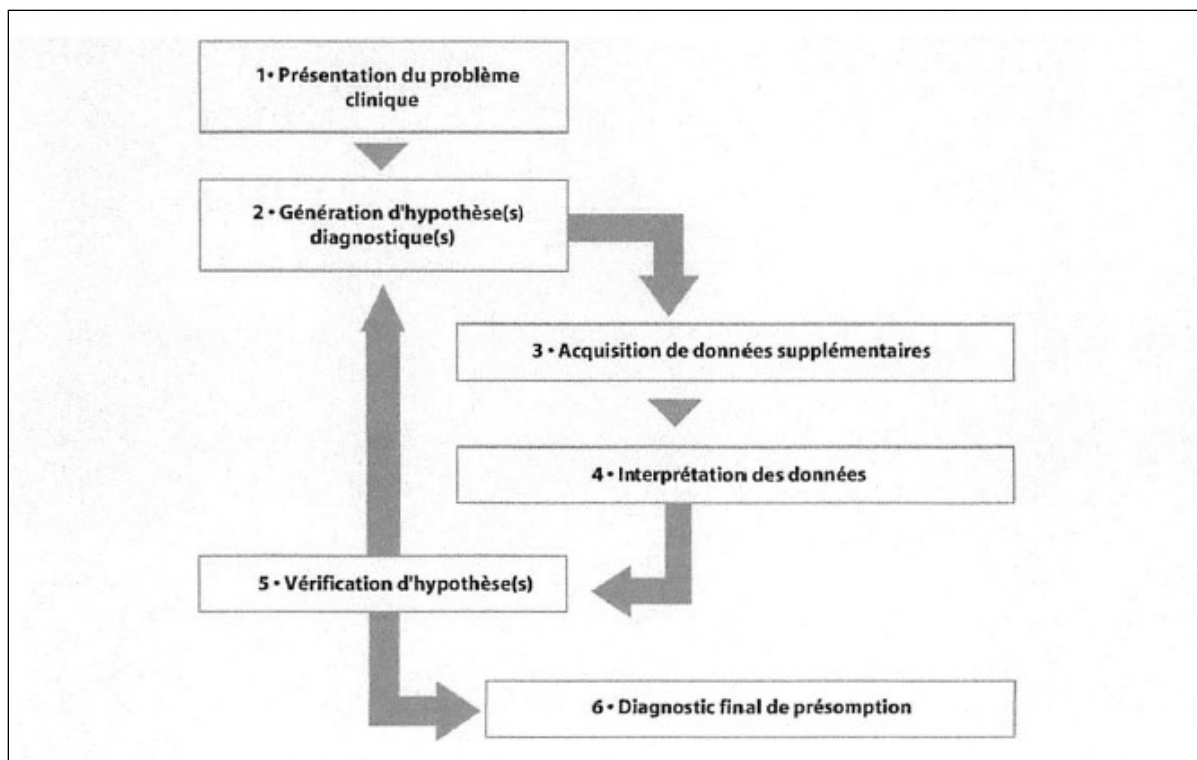 1• Présentation du problème
clinique
2 • Génération d'hypothèse(s)
diagnostique(s)
3 • Acquisition de données supplémentaires
4 • Interprétation des données
5 • Vérification d'hypothèse(s)
6 • Diagnostic final de présomption